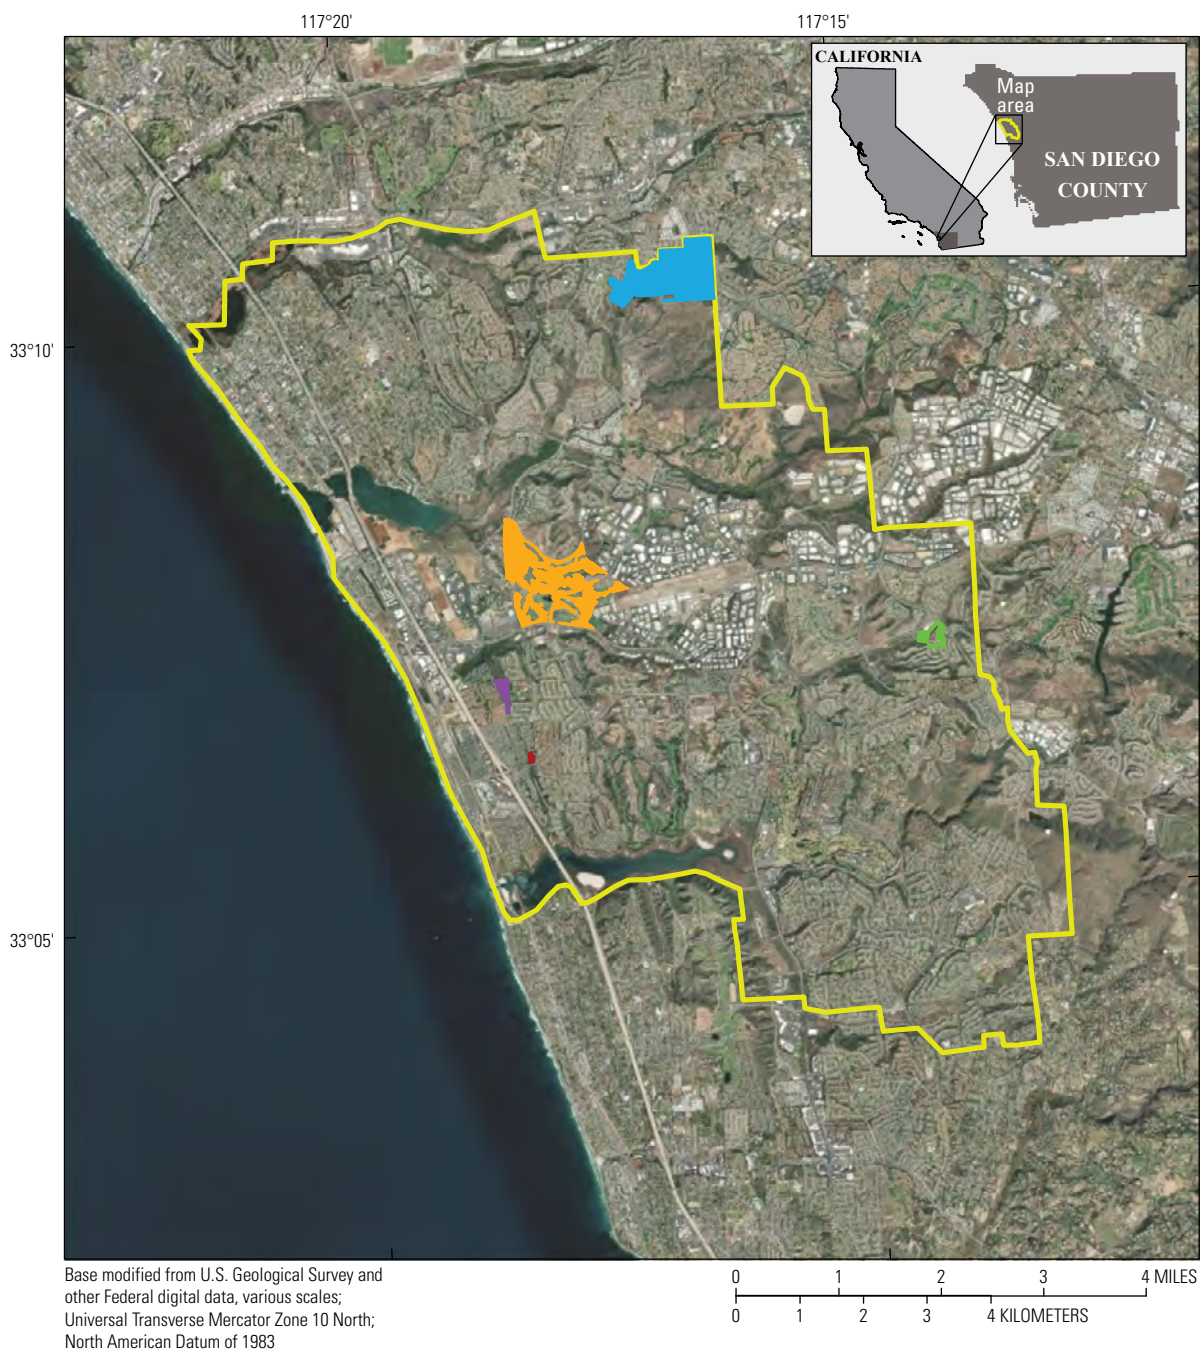 117°20'
117°15'
CALIFORNIA
Map
area
SAN DIEGO
COUNTY
33°10'
33°05'
Base modified from U.S. Geological Survey and
other Federal digital data, various scales;
Universal Transverse Mercator Zone 10 North;
North American Datum of 1983
0 1 2 3 4 MILES
0 1 2 3 4 KILOMETERS